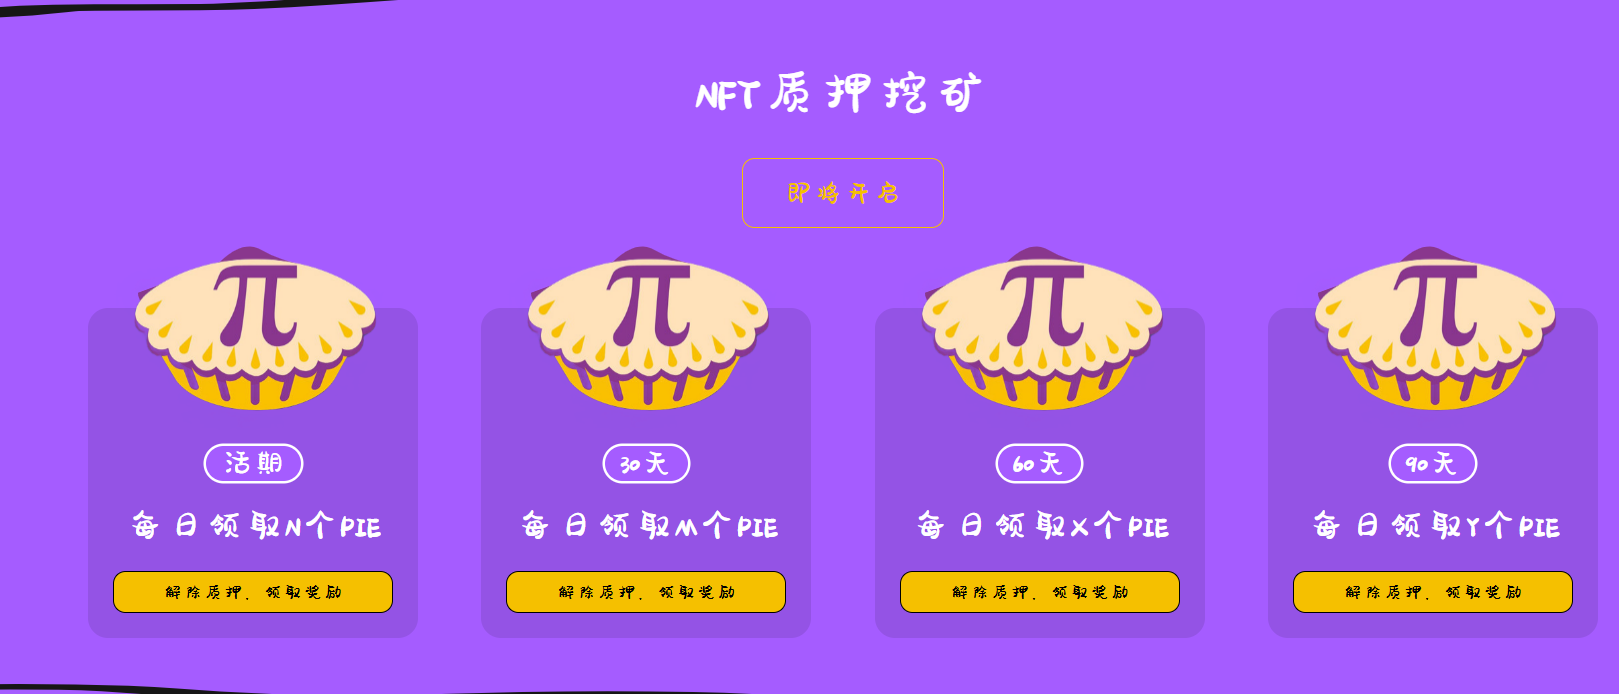 NFT质押挖矿
即将开启
π
π
π
π
活期
30天
60天
90天
每日领取N个PIE
每日领取M个PIE
每日领取X个PIE
每日领取Y个PIE
解除质押, 领取奖励
解除质押, 领取奖励
解除质押, 领取奖励
解除质押, 领取奖励